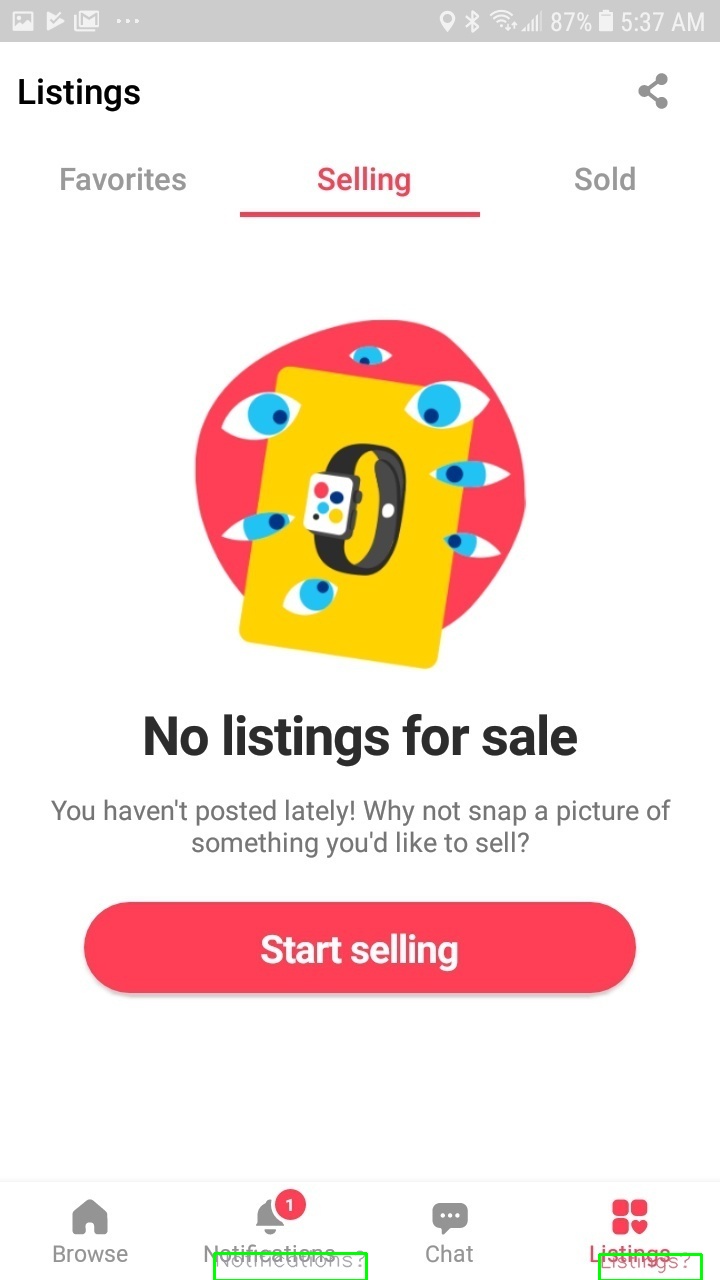 87% 5:37 AM
Listings
Favorites Selling Sold
No listings for sale
You haven't posted lately! Why not snap a picture of
something you'd like to sell?
Start selling
1
Browse Notifications Chat Listings
Notifications? Listings?